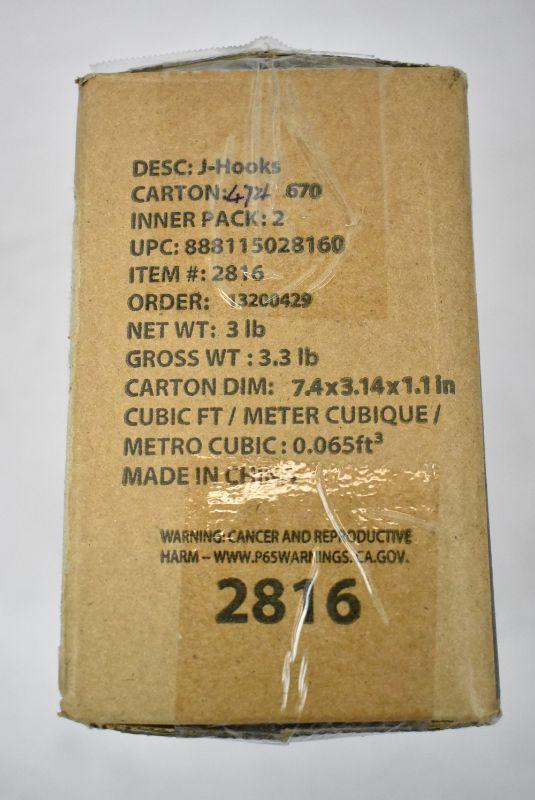 DESC: J-Hooks
CARTON: 474 670
INNER PACK: 2
UPC: 888115028160
ITEM #: 2816
ORDER: 13200429
NET WT: 3 lb
GROSS WT : 3.3 lb
CARTON DIM: 7.4x3.14x1.1 in
CUBIC FT / METER CUBIQUE /
METRO CUBIC : 0.065ft³
MADE IN CHINA
WARNING: CANCER AND REPRODUCTIVE
HARM – WWW.P65WARNINGS.CA.GOV.
2816